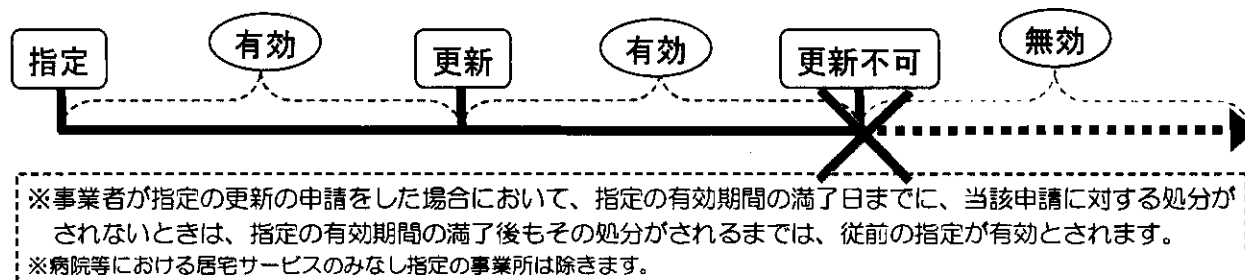 指定 有効 更新 有効 更新不可 無効
※事業者が指定の更新の申請をした場合において、指定の有効期間の満了日までに、当該申請に対する処分が
されないときは、指定の有効期間の満了後もその処分がされるまでは、従前の指定が有効とされます。
※病院等における居宅サービスのみなし指定の事業所は除きます。